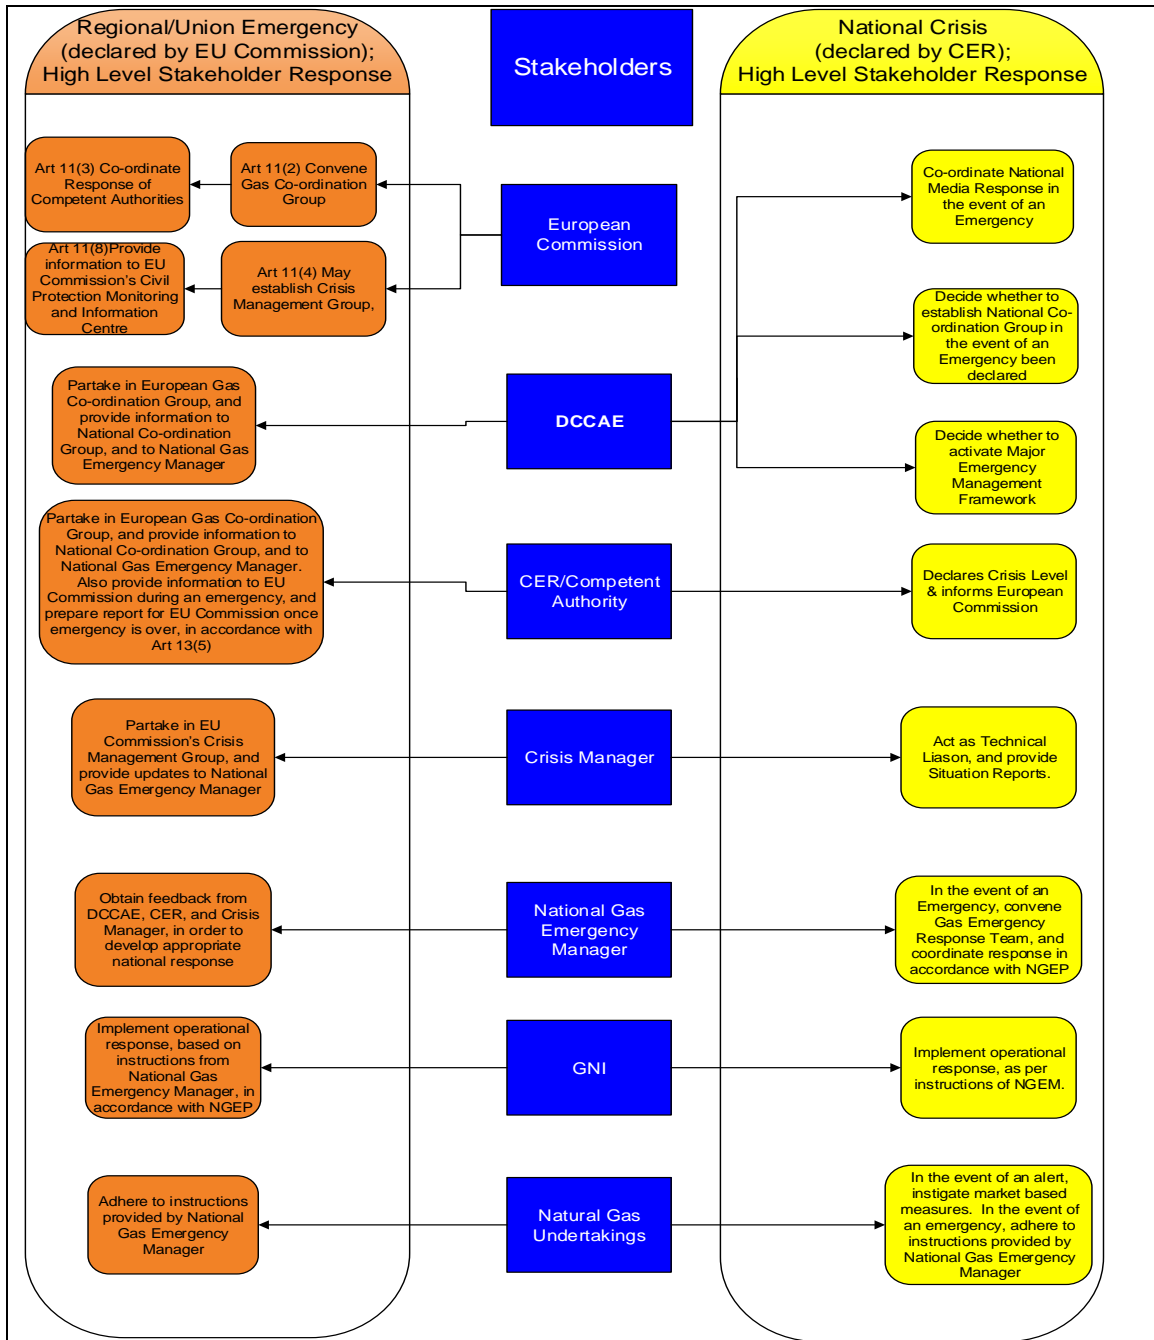 Regional/Union Emergency
(declared by EU Commission);
High Level Stakeholder Response
Stakeholders
National Crisis
(declared by CER);
High Level Stakeholder Response
Art 11(3) Co-ordinate
Response of
Competent Authorities
Art 11(2) Convene
Gas Co-ordination
Group
European
Commission
Co-ordinate National
Media Response in
the event of an
Emergency
Art 11(8)Provide
information to EU
Commission's Civil
Protection Monitoring
and Information
Centre
Art 11(4) May
establish Crisis
Management Group,
Decide whether to
establish National Co-
ordination Group in
the event of an
Emergency been
declared
Partake in European Gas
Co-ordination Group, and
provide information to
National Co-ordination
Group, and to National Gas
Emergency Manager
DCCAE
Decide whether to
activate Major
Emergency
Management
Framework
Partake in European Gas Co-ordination
Group, and provide information to
National Co-ordination Group, and to
National Gas Emergency Manager.
Also provide information to EU
Commission during an emergency, and
prepare report for EU Commission once
emergency is over, in accordance with
Art 13(5)
CER/Competent
Authority
Declares Crisis Level
& informs European
Commission
Partake in EU
Commission's Crisis
Management Group, and
provide updates to National
Gas Emergency Manager
Crisis Manager
Act as Technical
Liason, and provide
Situation Reports.
Obtain feedback from
DCCAE, CER, and Crisis
Manager, in order to
develop appropriate
national response
National Gas
Emergency
Manager
In the event of an
Emergency, convene
Gas Emergency
Response Team, and
coordinate response in
accordance with NGEP
Implement operational
response, based on
instructions from
National Gas
Emergency Manager, in
accordance with NGEP
GNI
Implement operational
response, as per
instructions of NGEM.
Adhere to instructions
provided by National
Gas Emergency
Manager
Natural Gas
Undertakings
In the event of an alert,
instigate market based
measures. In the event of
an emergency, adhere to
instructions provided by
National Gas Emergency
Manager